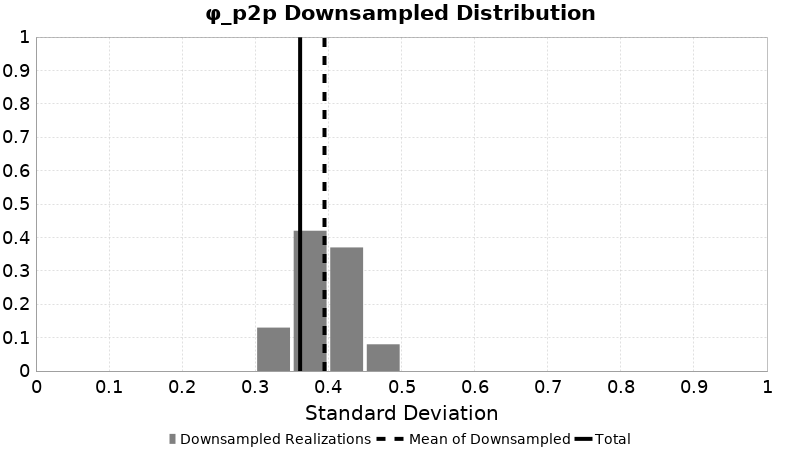 φ_p2p Downsampled Distribution
1
0.9
0.8
0.7
0.6
0.5
0.4
0.3
0.2
0.1
0
0 0.1 0.2 0.3 0.4 0.5 0.6 0.7 0.8 0.9 1
Standard Deviation
Downsampled Realizations Mean of Downsampled Total